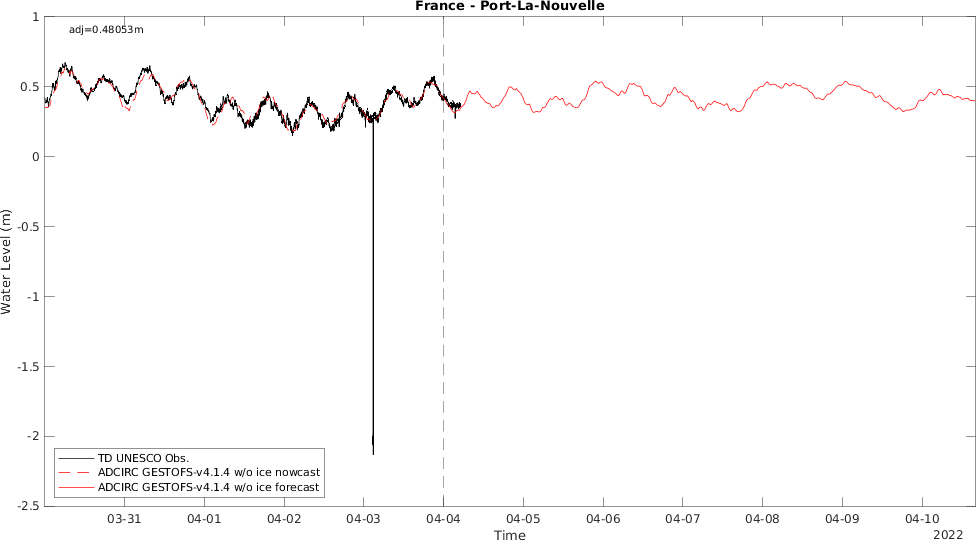 France - Port-La-Nouvelle
adj=0.48053m
1
0.5
0
-0.5
-1
-1.5
-2
-2.5
Water Level (m)
TD UNESCO Obs.
ADCIRC GESTOFS-v4.1.4 w/o ice nowcast
ADCIRC GESTOFS-v4.1.4 w/o ice forecast
03-31 04-01 04-02 04-03 04-04 04-05 04-06 04-07 04-08 04-09 04-10
Time
2022